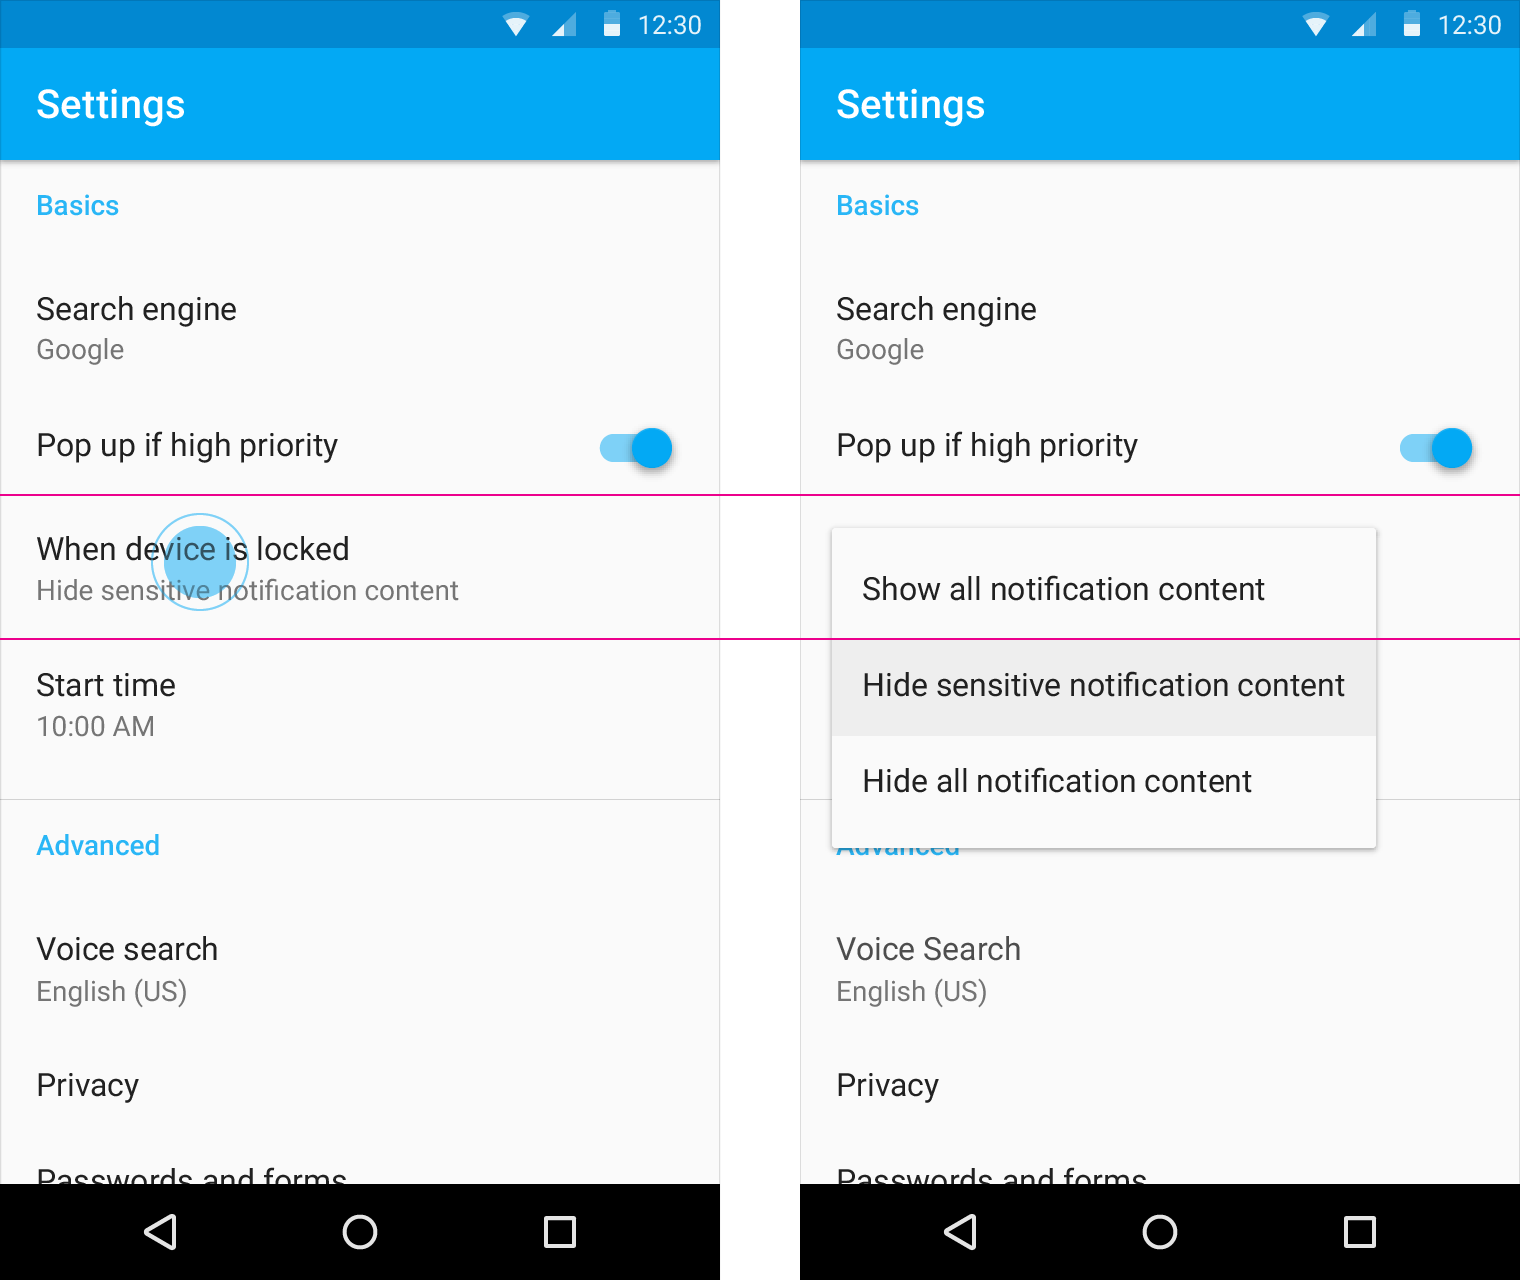 12:30
Settings
Basics
Search engine
Google
Pop up if high priority
When device is locked
Hide sensitive notification content
Start time
10:00 AM
Advanced
Voice search
English (US)
Privacy
Passwords and forms
12:30
Settings
Basics
Search engine
Google
Pop up if high priority
Show all notification content
Hide sensitive notification content
Hide all notification content
Advanced
Voice Search
English (US)
Privacy
Passwords and forms